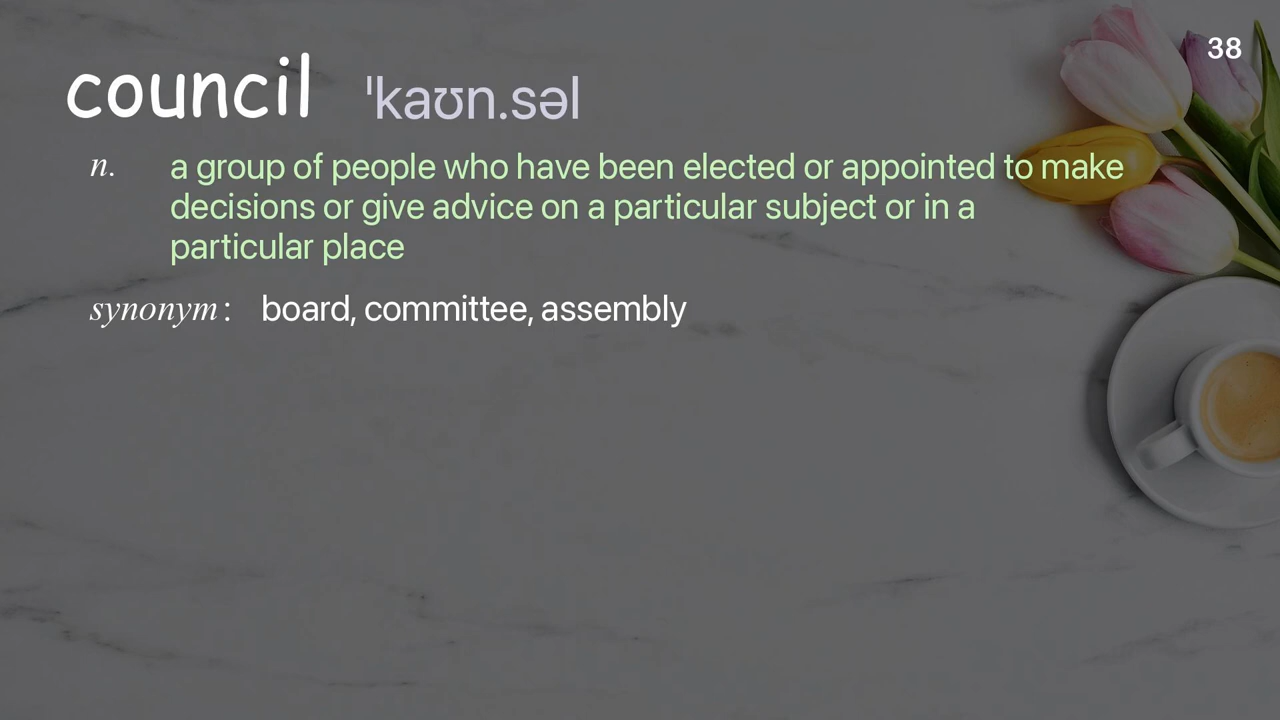 38
council ˈkaʊn.səl
n. a group of people who have been elected or appointed to make
decisions or give advice on a particular subject or in a
particular place
synonym: board, committee, assembly